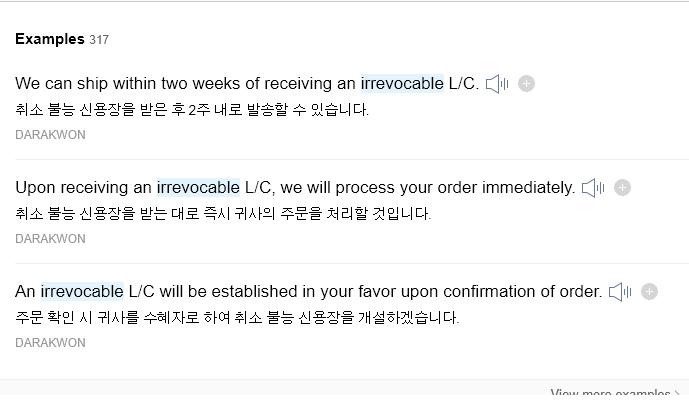 Examples 317
We can ship within two weeks of receiving an irrevocable L/C.
취소 불능 신용장을 받은 후 2주 내로 발송할 수 있습니다.
DARAKWON
Upon receiving an irrevocable L/C, we will process your order immediately.
취소 불능 신용장을 받는 대로 즉시 귀사의 주문을 처리할 것입니다.
DARAKWON
An irrevocable L/C will be established in your favor upon confirmation of order.
주문 확인 시 귀사를 수혜자로 하여 취소 불능 신용장을 개설하겠습니다.
DARAKWON
View more examples